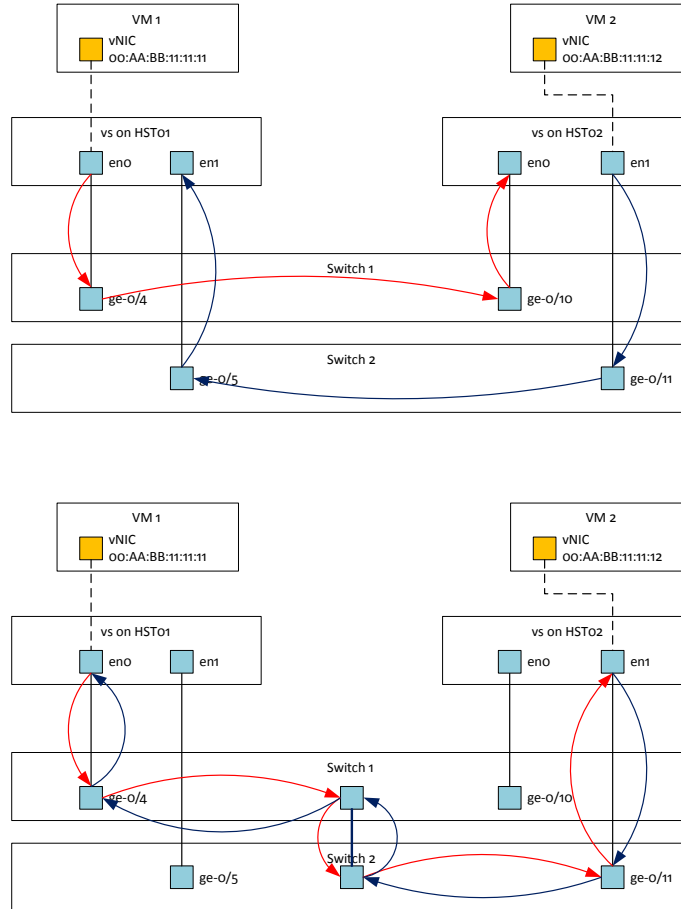 VM 1
vNIC
00:AA:BB:11:11:11
VM 2
vNIC
00:AA:BB:11:11:12
vs on HST01
en0
en1
vs on HST02
en0
en1
Switch 1
ge-0/4
ge-0/10
Switch 2
ge-0/5
ge-0/11
VM 1
vNIC
00:AA:BB:11:11:11
VM 2
vNIC
00:AA:BB:11:11:12
vs on HST01
en0
en1
vs on HST02
en0
en1
Switch 1
ge-0/4
ge-0/10
Switch 2
ge-0/5
ge-0/11